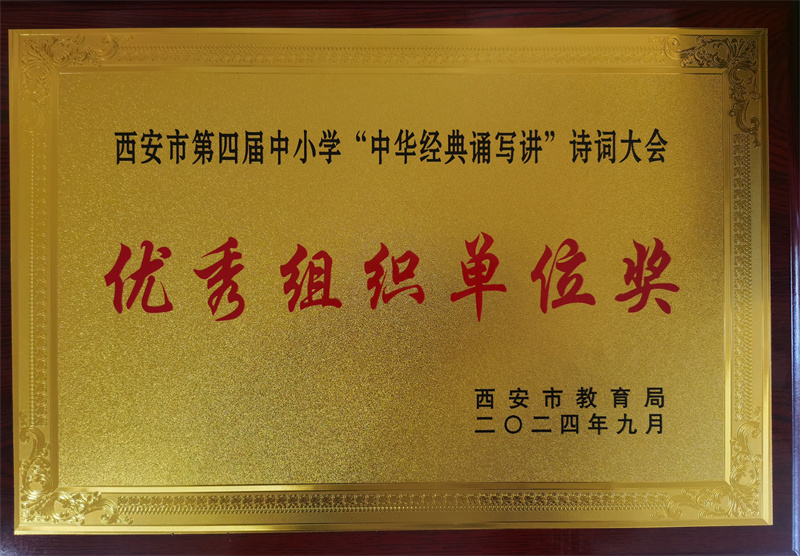 西安市第四届中小学“中华经典诵写讲”诗词大会
优秀组织单位奖
西安市教育局
二〇二四年九月